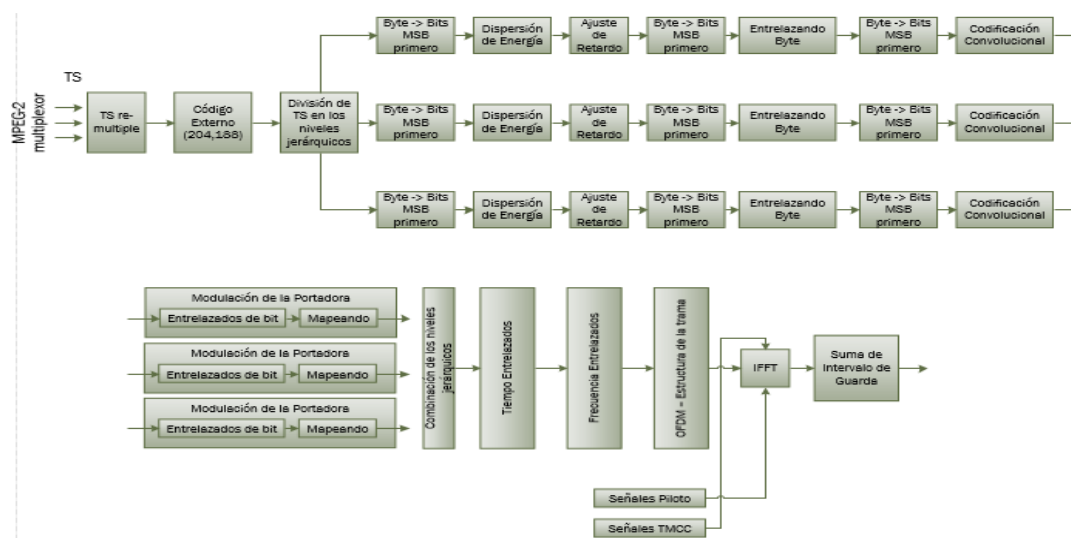 MPEG-2
multiplexor
TS
TS re-
multiple
Código
Externo
(204,188)
División de
TS en los
niveles
jerárquicos
Byte -> Bits
MSB
primero
Dispersión
de Energía
Ajuste
de
Retardo
Byte -> Bits
MSB
primero
Entrelazando
Byte
Byte -> Bits
MSB
primero
Codificación
Convolucional
Byte -> Bits
MSB
primero
Dispersión
de Energía
Ajuste
de
Retardo
Byte -> Bits
MSB
primero
Entrelazando
Byte
Byte -> Bits
MSB
primero
Codificación
Convolucional
Byte -> Bits
MSB
primero
Dispersión
de Energía
Ajuste
de
Retardo
Byte -> Bits
MSB
primero
Entrelazando
Byte
Byte -> Bits
MSB
primero
Codificación
Convolucional
Modulación de la Portadora
Entrelazados de bit
Mapeando
Modulación de la Portadora
Entrelazados de bit
Mapeando
Modulación de la Portadora
Entrelazados de bit
Mapeando
Combinación de los niveles
jerárquicos
Tiempo Entrelazados
Frecuencia Entrelazados
OFDM – Estructura de la trama
IFFT
Suma de
Intervalo de
Guarda
Señales Piloto
Señales TMCC